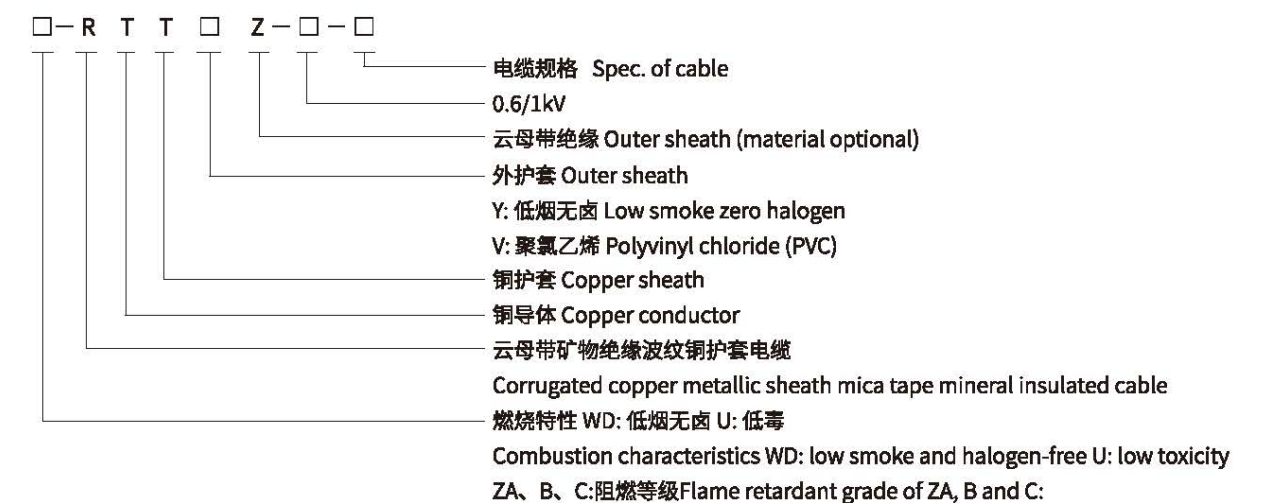 □－R T T □ Z－□－□
电缆规格 Spec. of cable
0.6/1kV
云母带绝缘 Outer sheath (material optional)
外护套 Outer sheath
Y: 低烟无卤 Low smoke zero halogen
V: 聚氯乙烯 Polyvinyl chloride (PVC)
铜护套 Copper sheath
铜导体 Copper conductor
云母带矿物绝缘波纹铜护套电缆
Corrugated copper metallic sheath mica tape mineral insulated cable
燃烧特性 WD: 低烟无卤 U: 低毒
Combustion characteristics WD: low smoke and halogen-free U: low toxicity
ZA、B、C:阻燃等级Flame retardant grade of ZA, B and C: